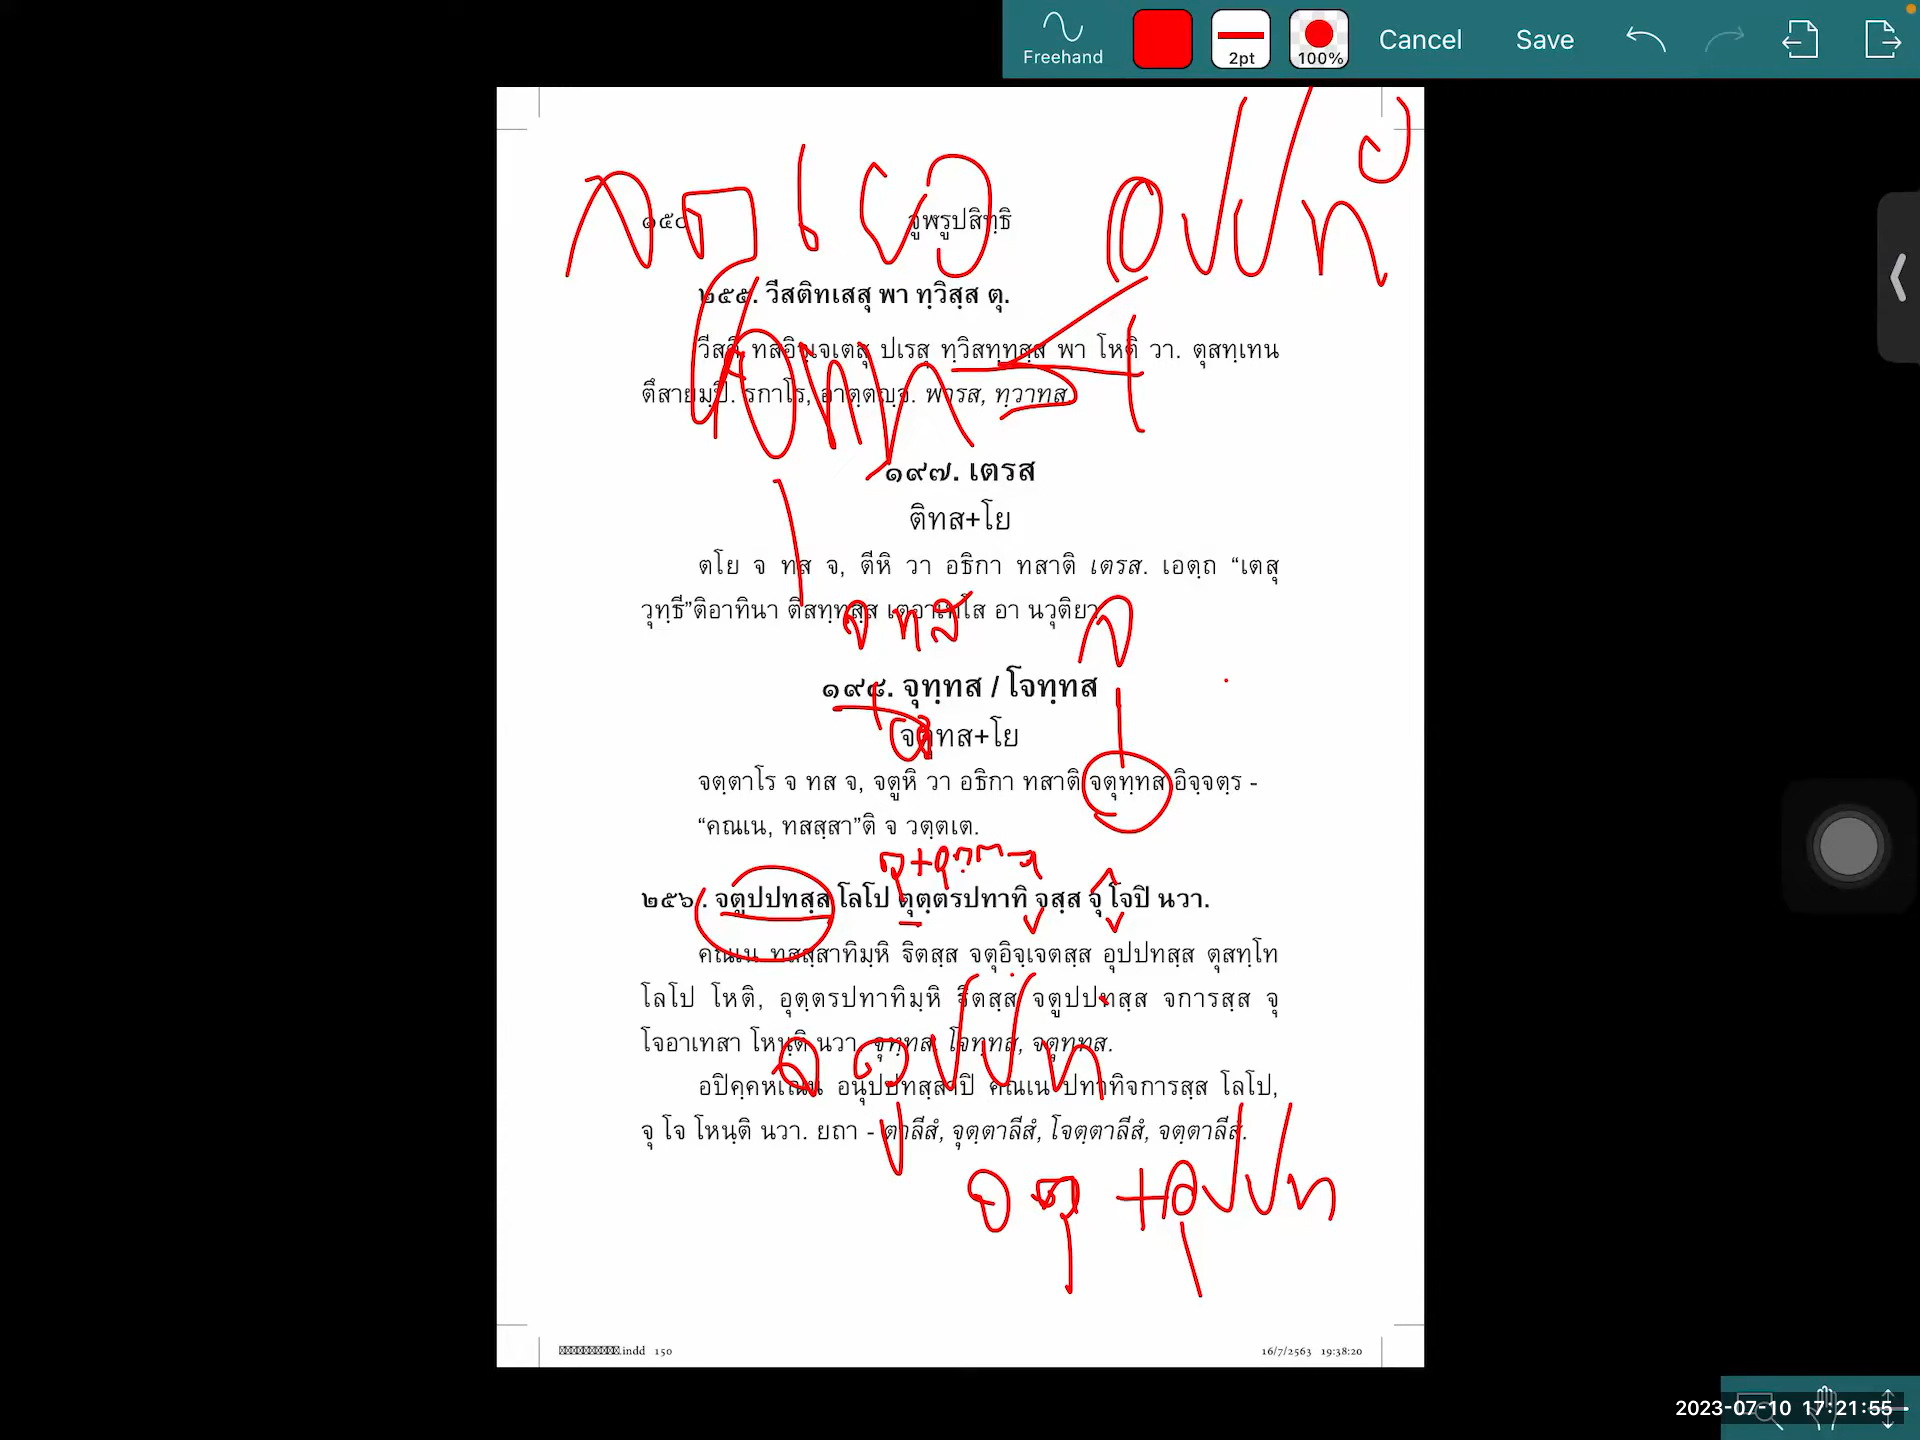 Freehand
2pt
100%
Cancel
Save
จูฬรูปสิทฺธิ
๒๕๕. วีสติทเสสุ พา ทฺวิสฺส ตุ.
ทสอิจฺเจเตสุ ปเรสุ ทฺวิสทฺทสฺส พา โหติ วา. ตุสทฺเทน
รกาโร, อาตฺตญฺจ. พารส, ทฺวาทส.
๑๙๗. เตรส
ติทส+โย
ตโย จ ทส จ, ตีหิ วา อธิกา ทสาติ เตรส. เอตฺถ “เตสุ
วุทฺธี”ติอาทินา ติสทฺทสฺส เตอาเทโส อา นวุติยา
๑๙๘. จุทฺทส / โจทฺทส
จตุทส+โย
จตฺตาโร จ ทส จ, จตูหิ วา อธิกา ทสาติ จตุทฺทส อิจฺจตฺร -
“คณเน, ทสสฺสา”ติ จ วตฺตเต.
๒๕๖. จตูปปทสฺส โลโป ตุตฺตรปทาทิ จสฺส จุ โจปิ นวา.
คณเน ทสสฺสาทิมฺหิ ฐิตสฺส จตุอิจฺเจตสฺส อุปปทสฺส ตุสทฺโท
โลโป โหติ, อุตฺตรปทาทิมฺหิ ฐิตสฺส จตูปปทสฺส จการสฺส จุ
โจอาเทสา โหนฺติ นวา. จุทฺทส, โจทฺทส, จตุทฺทส.
อปิคฺคหเณน อนุปปทสฺสาปิ คณเน ปทาทิจการสฺส โลโป,
จุ โจ โหนฺติ นวา. ยถา - ตาลีสํ, จุตฺตาลีสํ, โจตฺตาลีสํ, จตฺตาลีสํ.
จตุ + อุปปท
.indd 150
16/7/2563 19:38:20
2023-07-10 17:21:55